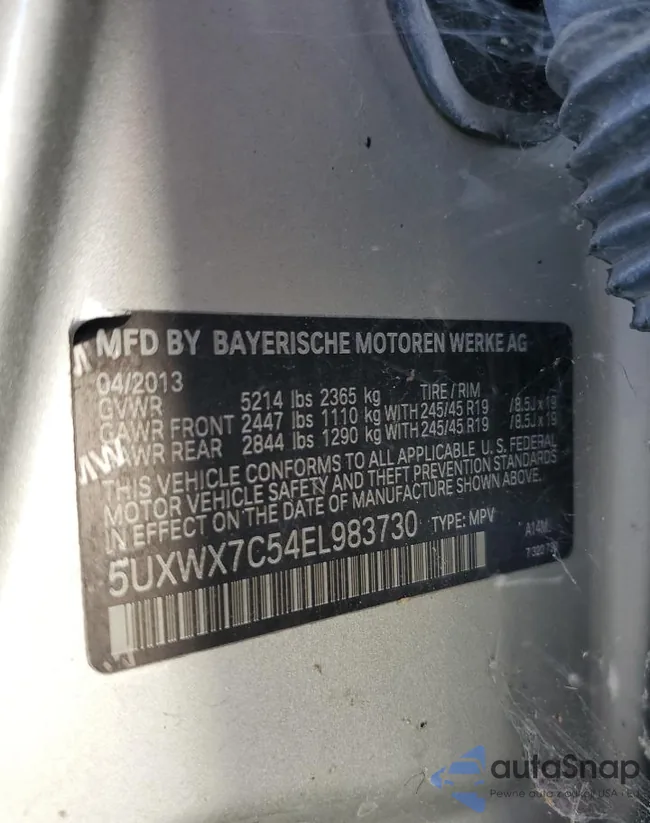 MFD BY BAYERISCHE MOTOREN WERKE AG
04/2013
GVWR 5214 lbs 2365 kg TIRE / RIM
GAWR FRONT 2447 lbs 1110 kg WITH 245/45 R19 /8.5J x 19
GAWR REAR 2844 lbs 1290 kg WITH 245/45 R19 /8.5J x 19
THIS VEHICLE CONFORMS TO ALL APPLICABLE U.S. FEDERAL
MOTOR VEHICLE SAFETY AND THEFT PREVENTION STANDARDS
IN EFFECT ON THE DATE OF MANUFACTURE SHOWN ABOVE.
5UXWX7C54EL983730 TYPE: MPV A14M
autoSnap
Pewne auta z